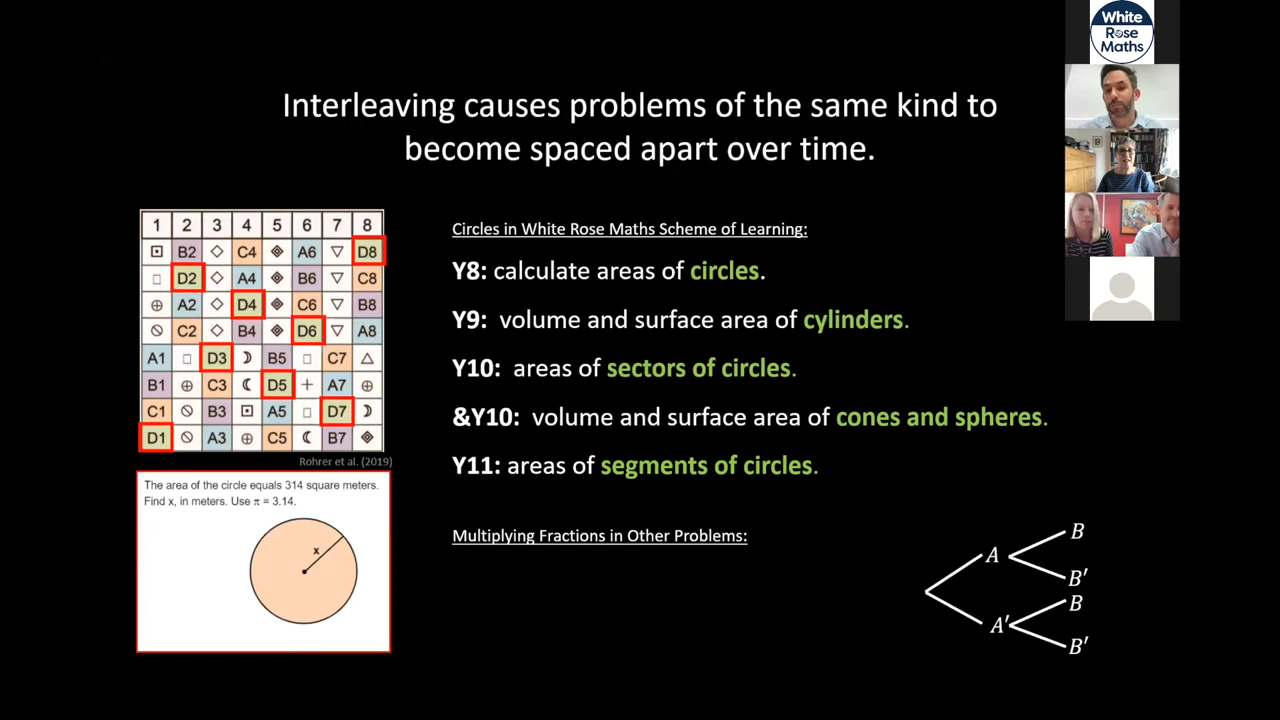 White
Rose
Maths
Interleaving causes problems of the same kind to
become spaced apart over time.
1 2 3 4 5 6 7 8
B2 C4 A6 D8
D2 A4 B6 C8
A2 D4 C6 B8
C2 B4 D6 A8
A1 D3 B5 C7
B1 C3 D5 A7
C1 B3 A5 D7
D1 A3 C5 B7
Rohrer et al. (2019)
The area of the circle equals 314 square meters.
Find x, in meters. Use π = 3.14.
x
Circles in White Rose Maths Scheme of Learning:
Y8: calculate areas of circles.
Y9: volume and surface area of cylinders.
Y10: areas of sectors of circles.
&Y10: volume and surface area of cones and spheres.
Y11: areas of segments of circles.
Multiplying Fractions in Other Problems:
B
A
B′
B
A′
B′